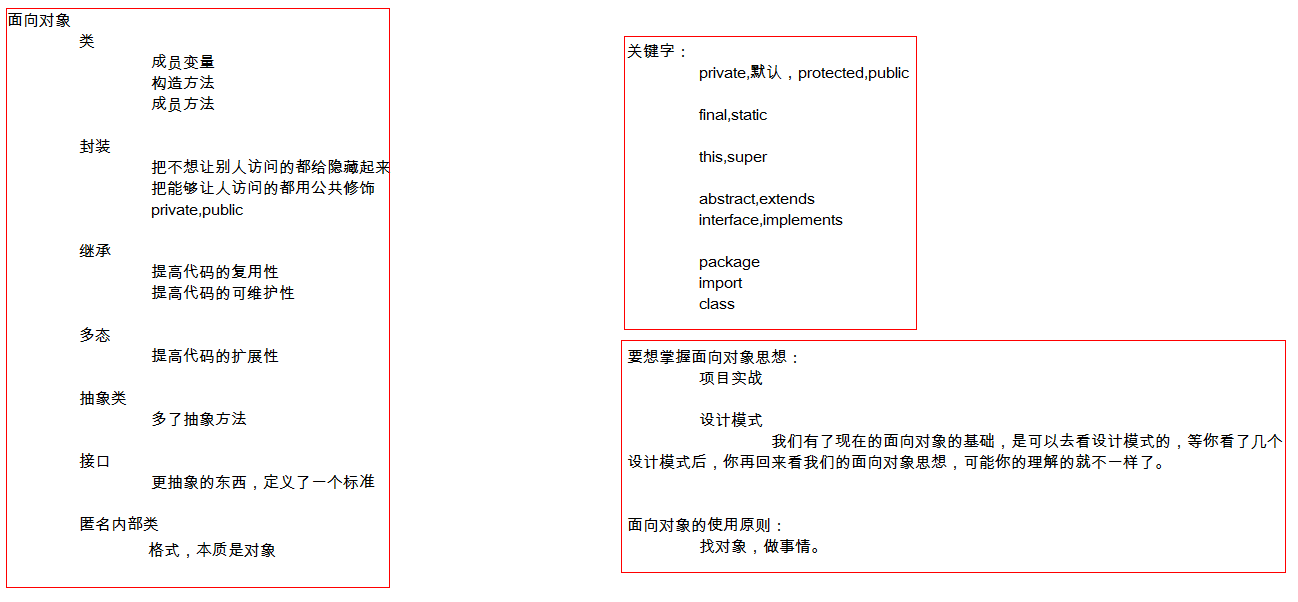 面向对象
类
成员变量
构造方法
成员方法
封装
把不想让别人访问的都给隐藏起来
把能够让人访问的都用公共修饰
private,public
继承
提高代码的复用性
提高代码的可维护性
多态
提高代码的扩展性
抽象类
多了抽象方法
接口
更抽象的东西，定义了一个标准
匿名内部类
格式，本质是对象
关键字：
private,默认，protected,public
final,static
this,super
abstract,extends
interface,implements
package
import
class
要想掌握面向对象思想：
项目实战
设计模式
我们有了现在的面向对象的基础，是可以去看设计模式的，等你看了几个
设计模式后，你再回来看我们的面向对象思想，可能你的理解的就不一样了。
面向对象的使用原则：
找对象，做事情。